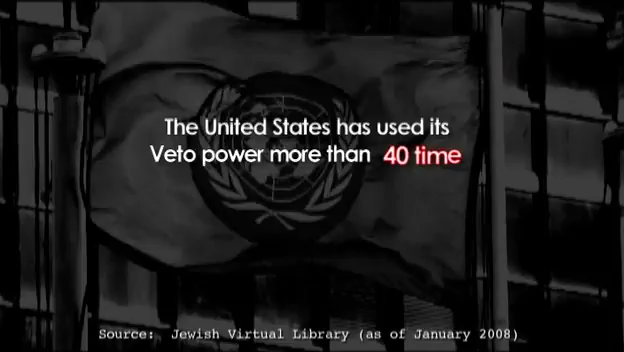 The United States has used its
Veto power more than 40 time
Source: Jewish Virtual Library (as of January 2008)